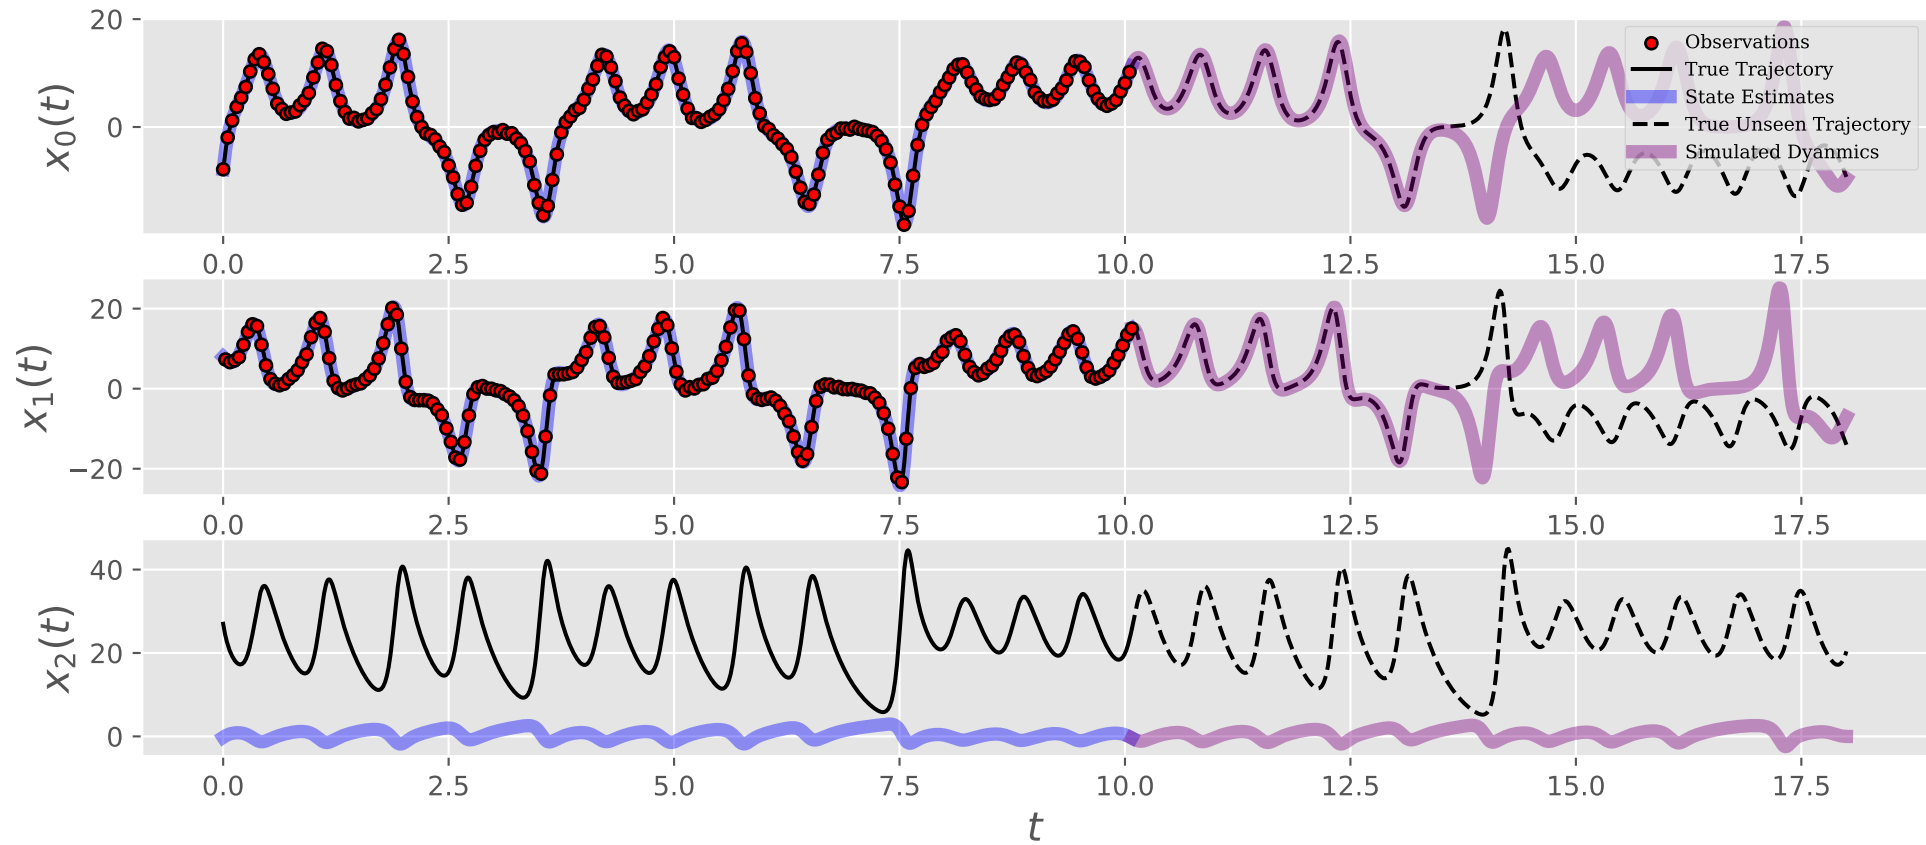 20
0
x₀(t)
0.0 2.5 5.0 7.5 10.0 12.5 15.0 17.5
Observations
True Trajectory
State Estimates
True Unseen Trajectory
Simulated Dyanmics
20
0
−20
x₁(t)
0.0 2.5 5.0 7.5 10.0 12.5 15.0 17.5
40
20
0
x₂(t)
0.0 2.5 5.0 7.5 10.0 12.5 15.0 17.5
t